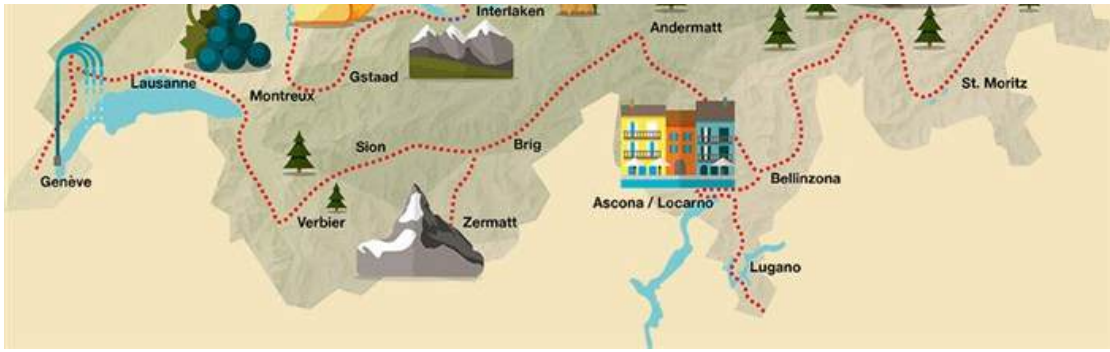 Interlaken
Andermatt
Gstaad
Lausanne
Montreux
St. Moritz
Sion
Brig
Genève
Bellinzona
Ascona / Locarno
Verbier
Zermatt
Lugano